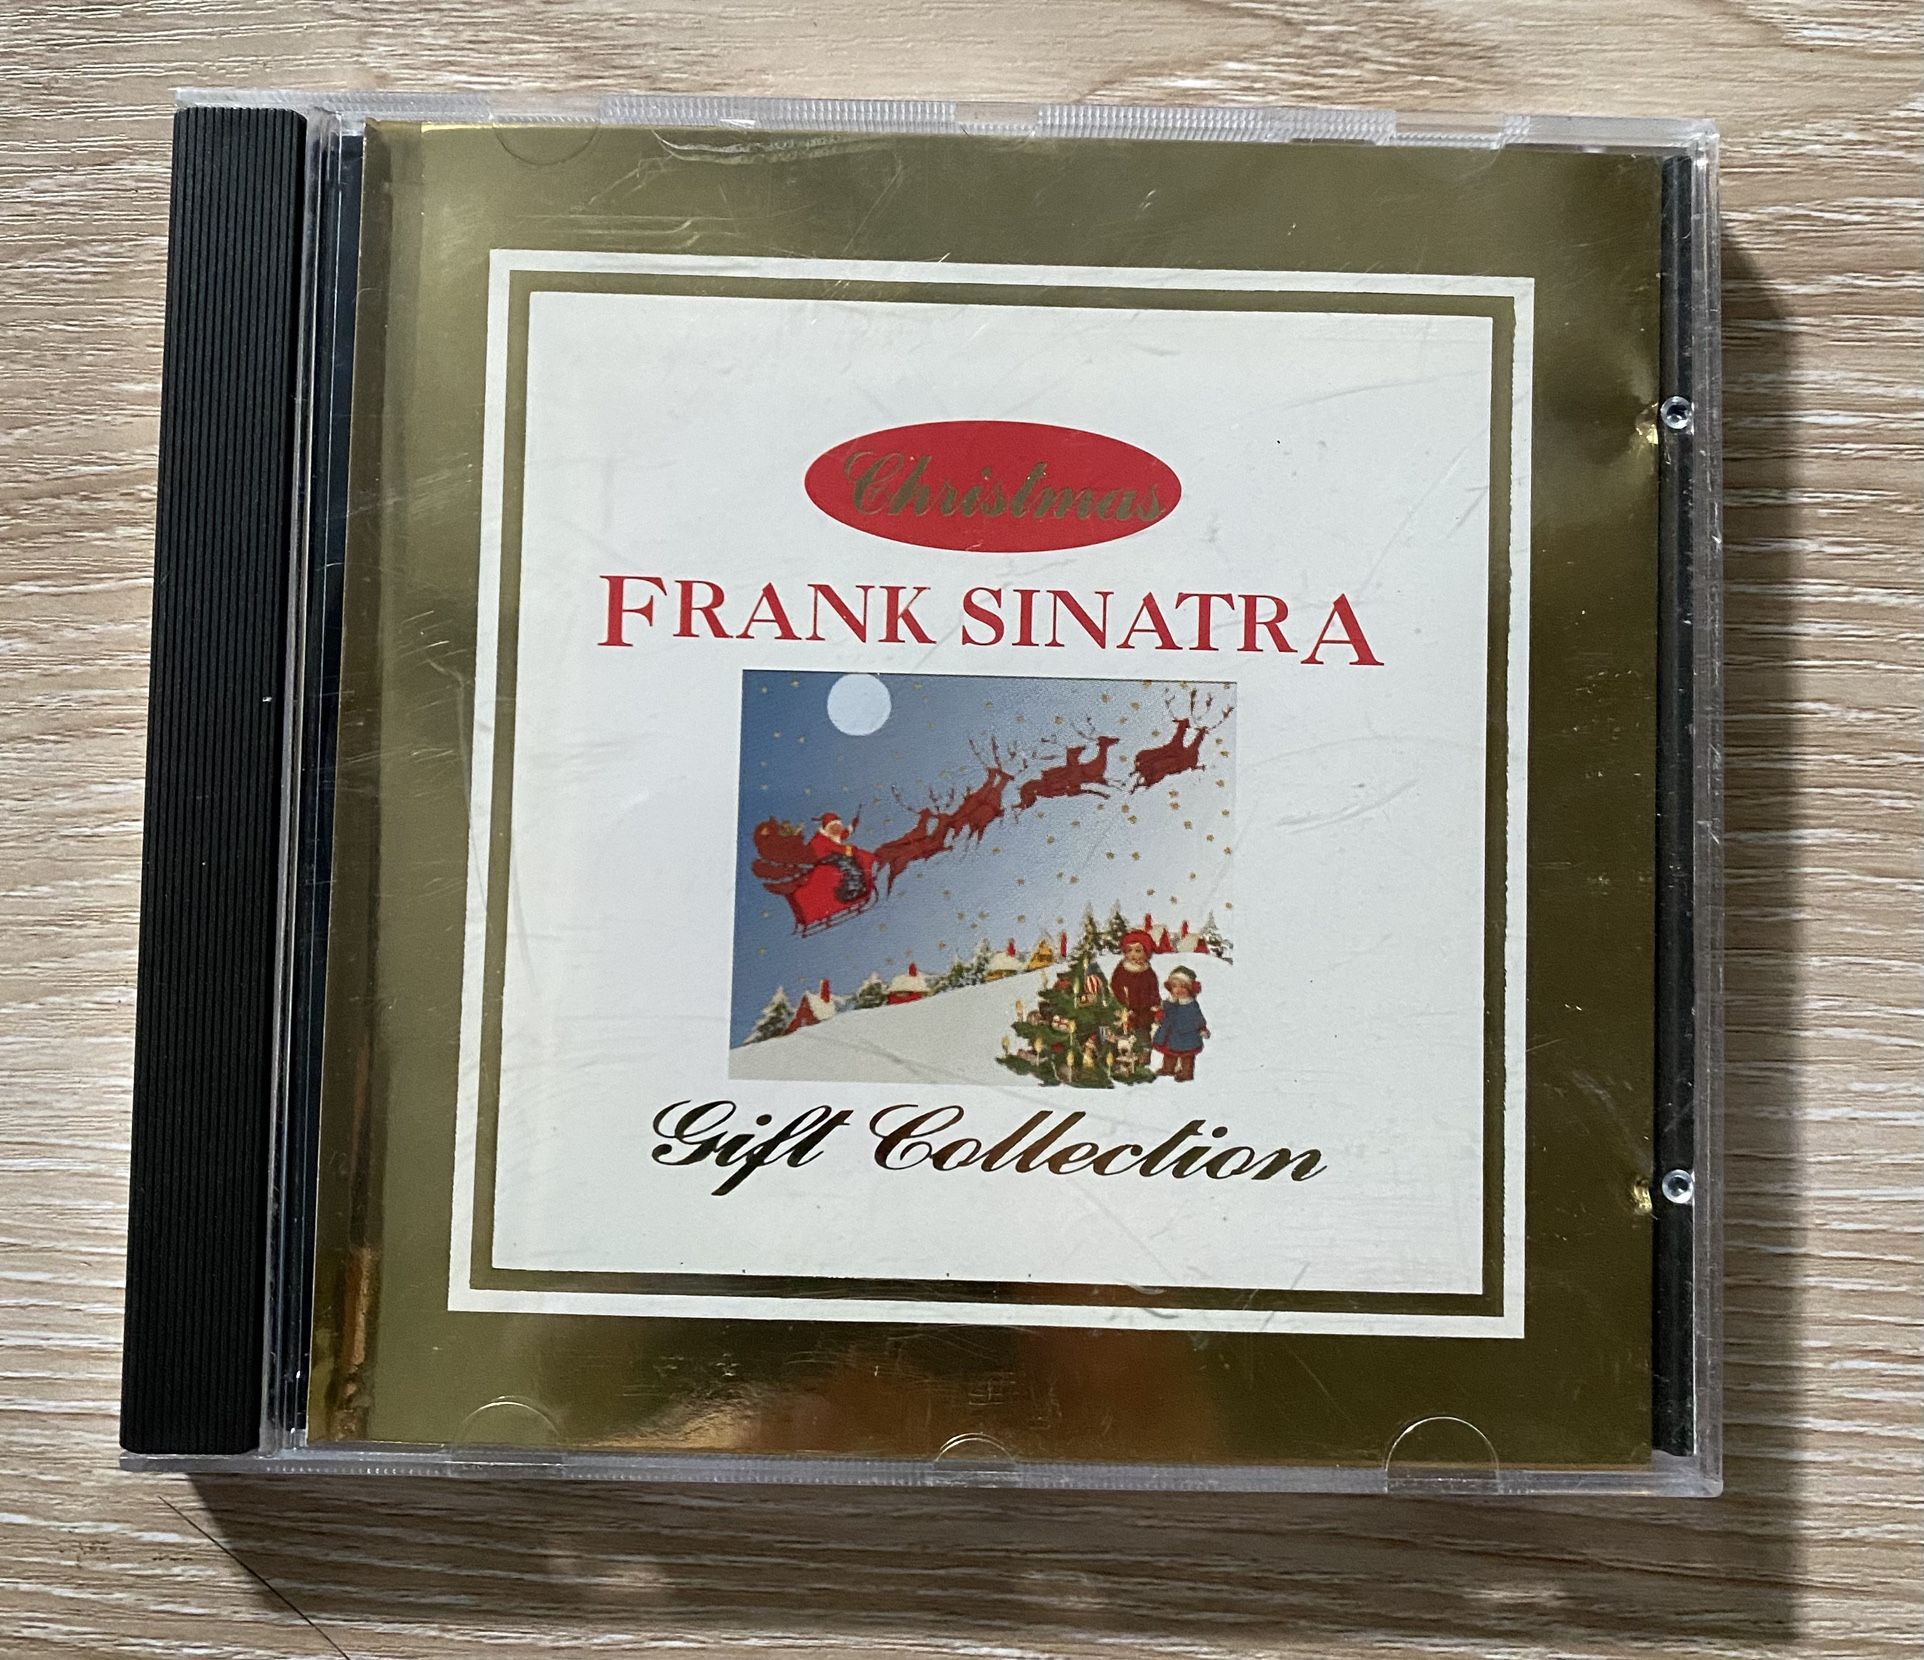 Christmas
FRANK SINATRA
Gift Collection